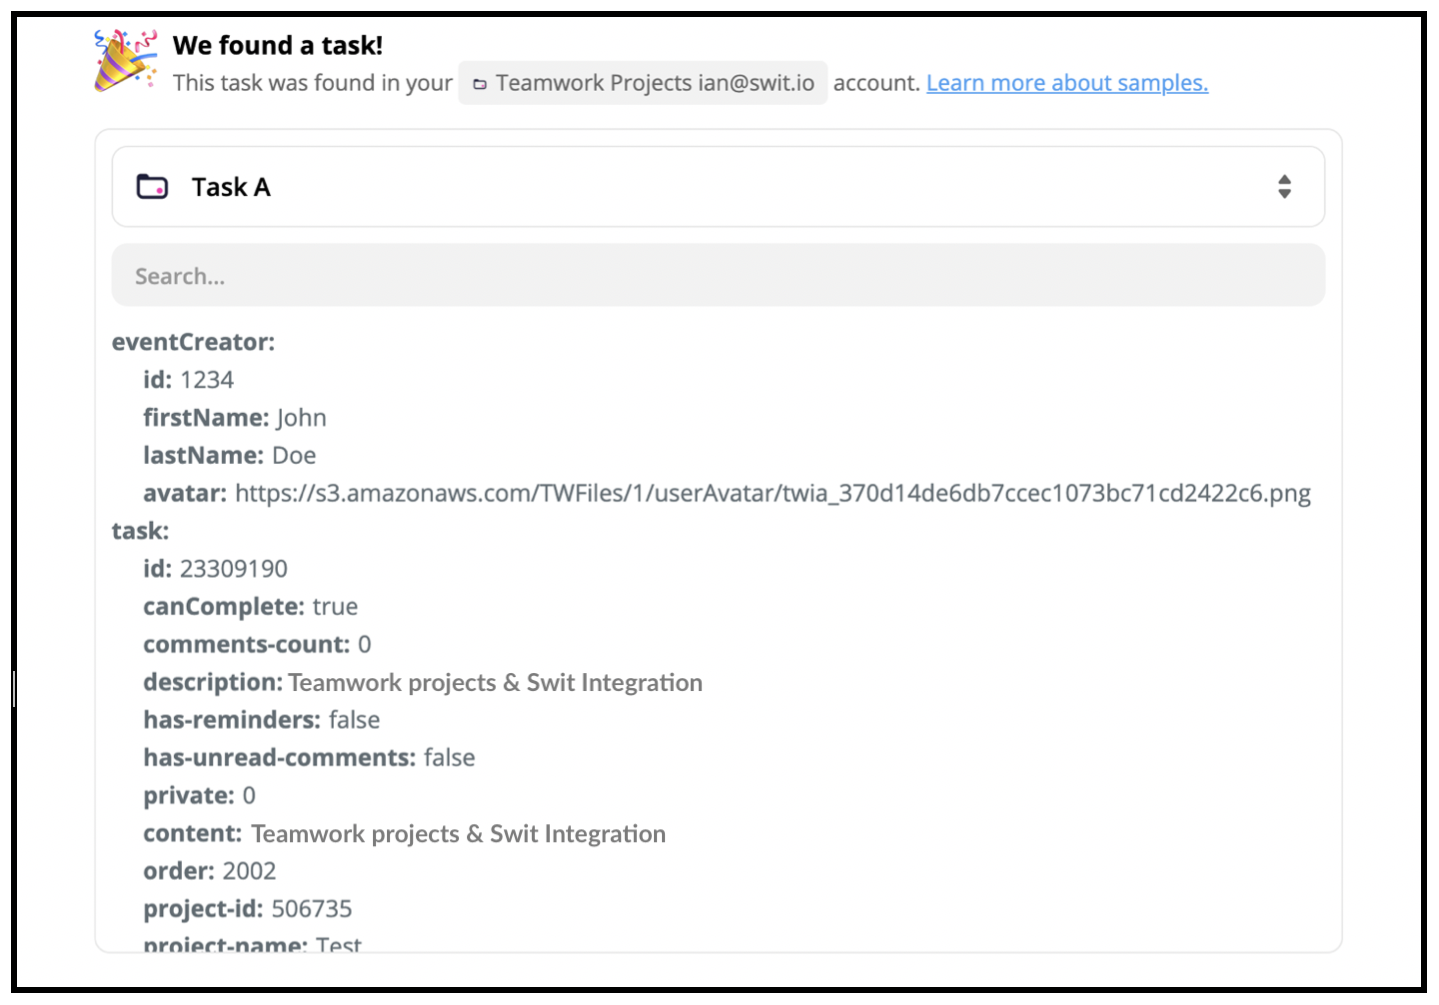 We found a task!
This task was found in your Teamwork Projects ian@swit.io account. Learn more about samples.
Task A
Search...
eventCreator:
id: 1234
firstName: John
lastName: Doe
avatar: https://s3.amazonaws.com/TWFiles/1/userAvatar/twia_370d14de6db7ccec1073bc71cd2422c6.png
task:
id: 23309190
canComplete: true
comments-count: 0
description: Teamwork projects & Swit Integration
has-reminders: false
has-unread-comments: false
private: 0
content: Teamwork projects & Swit Integration
order: 2002
project-id: 506735
project-name: Test